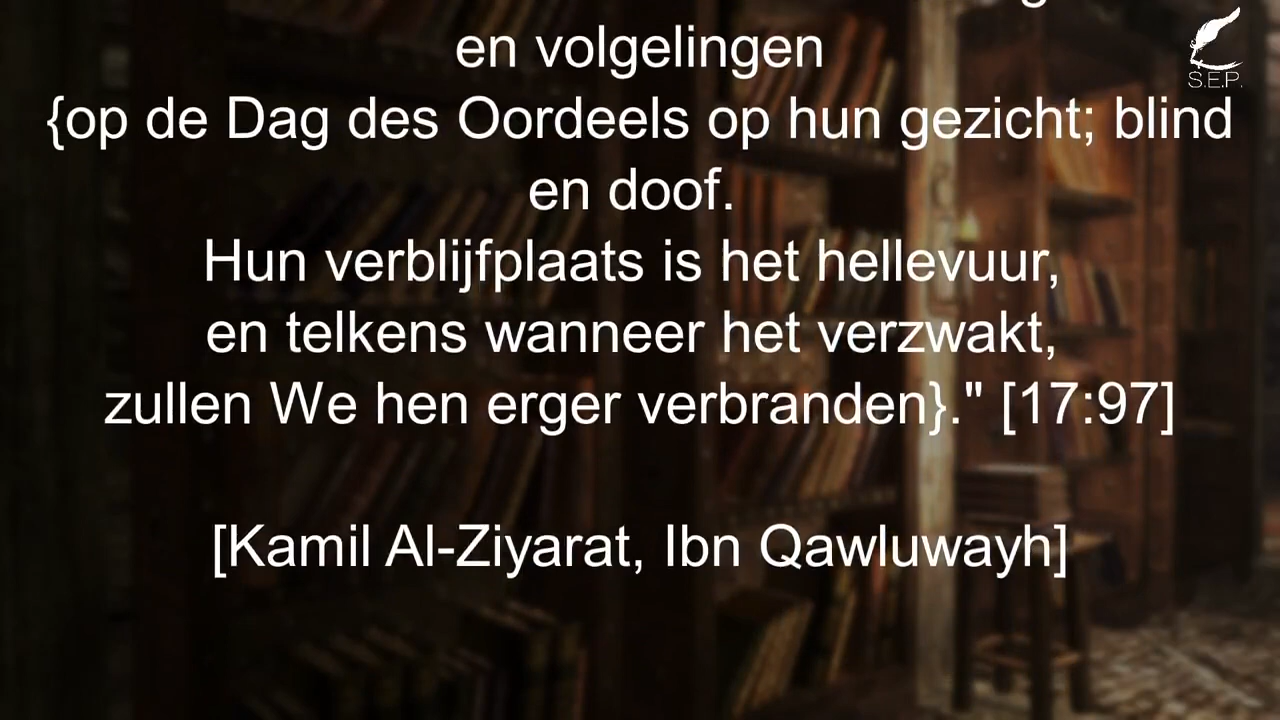 en volgelingen
{op de Dag des Oordeels op hun gezicht; blind
en doof.
Hun verblijfplaats is het hellevuur,
en telkens wanneer het verzwakt,
zullen We hen erger verbranden}." [17:97]
[Kamil Al-Ziyarat, Ibn Qawluwayh]
S.E.P.